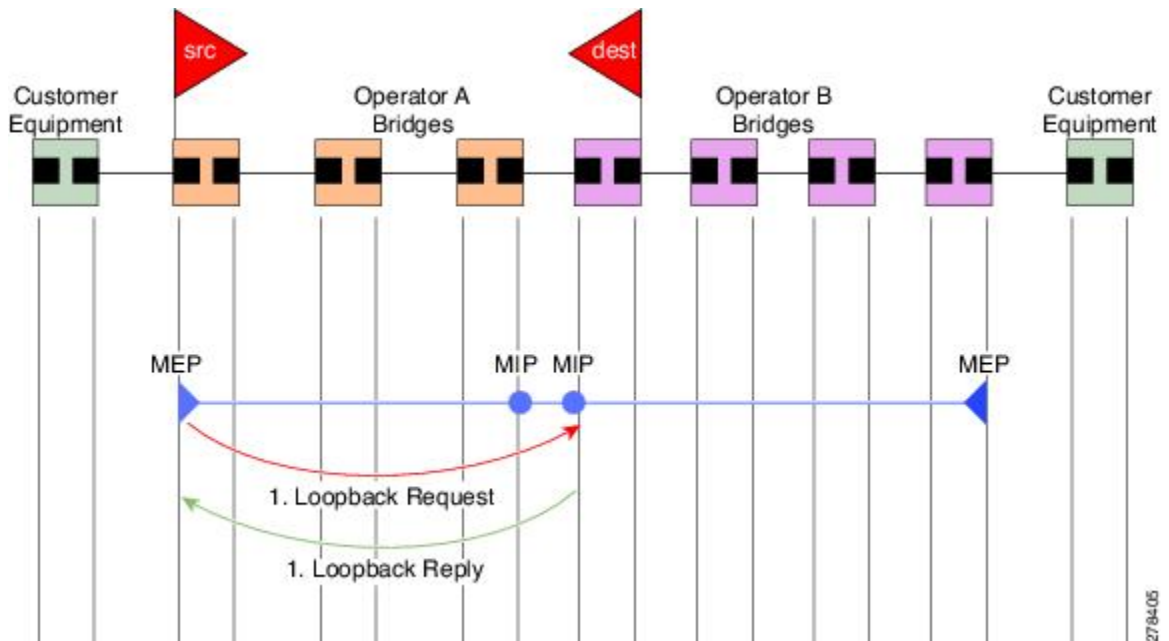 src
dest
Customer
Equipment
Operator A
Bridges
Operator B
Bridges
Customer
Equipment
MEP
MIP
MIP
MEP
1. Loopback Request
1. Loopback Reply
278405